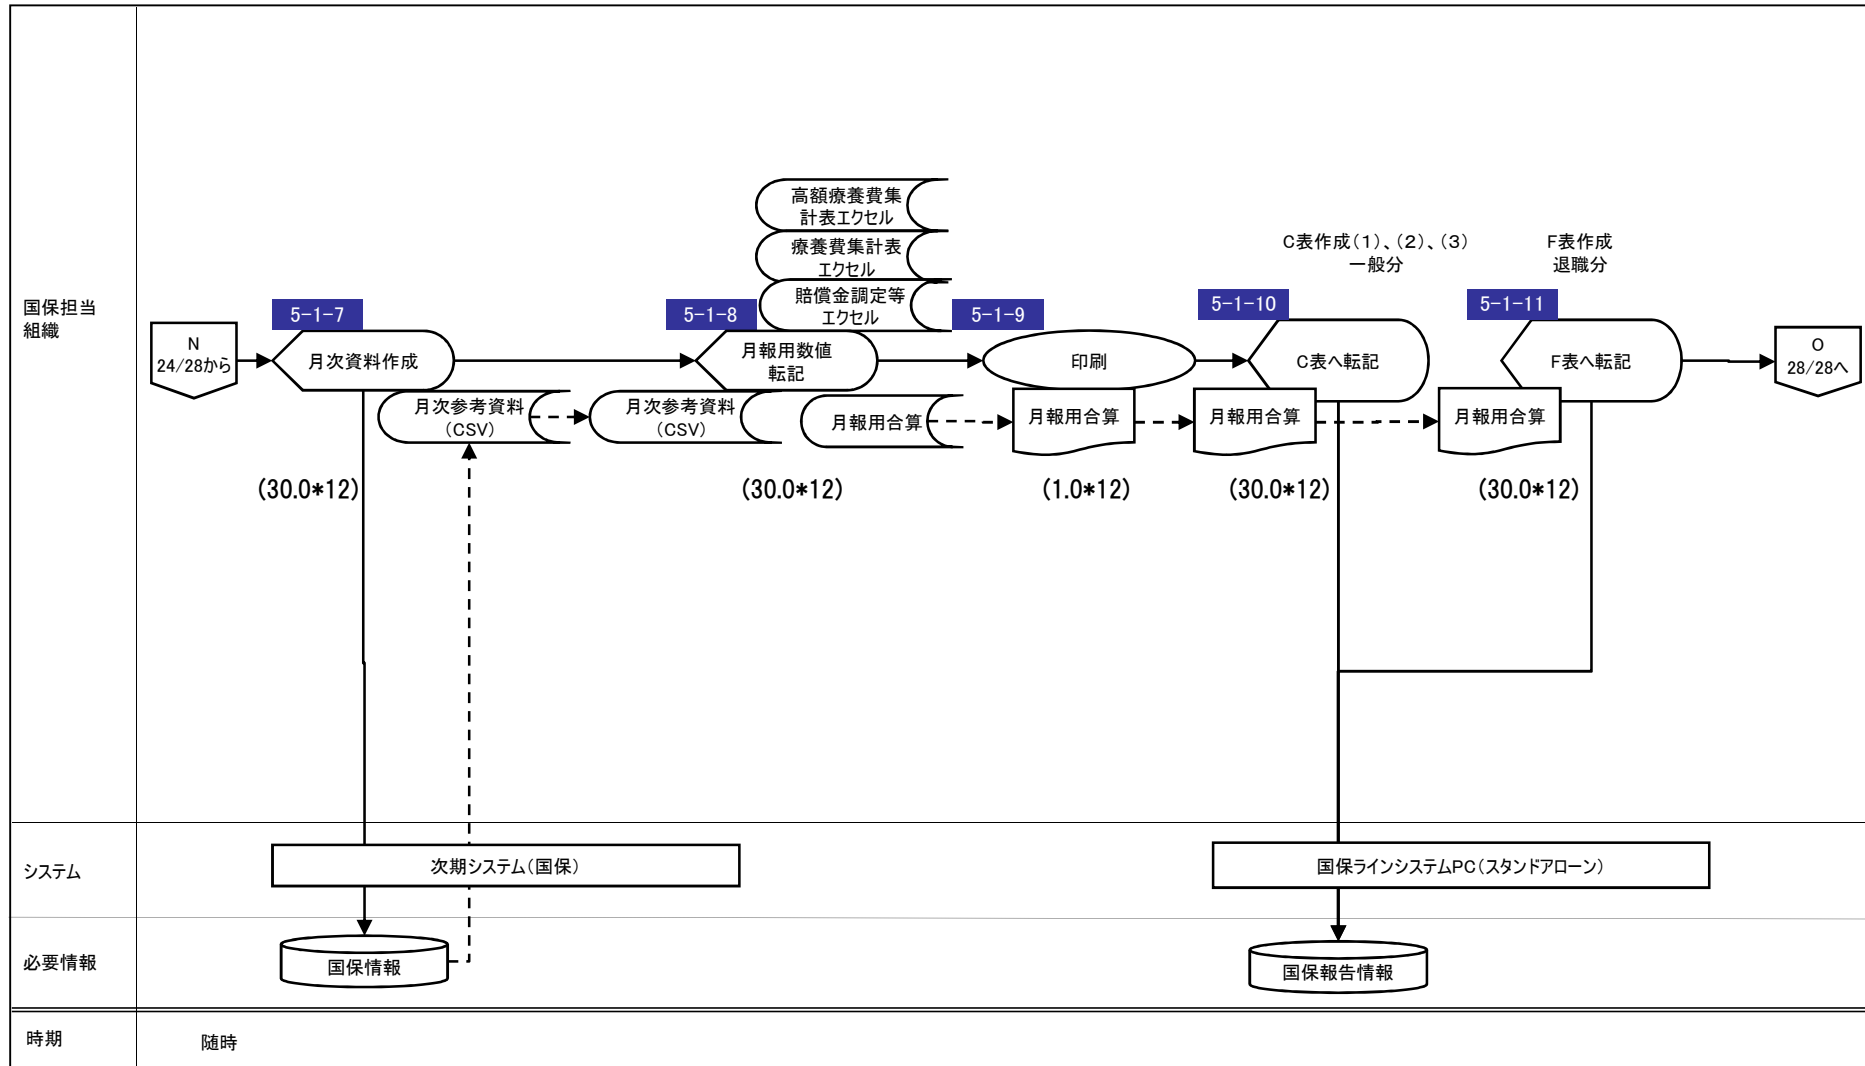 国保担当
組織
N
24/28から
5-1-7
月次資料作成
月次参考資料
(CSV)
(30.0*12)
月次参考資料
(CSV)
高額療養費集
計表エクセル
療養費集計表
エクセル
賠償金調定等
エクセル
5-1-8
月報用数値
転記
月報用合算
(30.0*12)
5-1-9
印刷
月報用合算
(1.0*12)
C表作成(1)、(2)、(3)
一般分
5-1-10
C表へ転記
月報用合算
(30.0*12)
F表作成
退職分
5-1-11
F表へ転記
月報用合算
(30.0*12)
O
28/28へ
システム
次期システム(国保)
国保ラインシステムPC(スタンドアローン)
必要情報
国保情報
国保報告情報
時期
随時